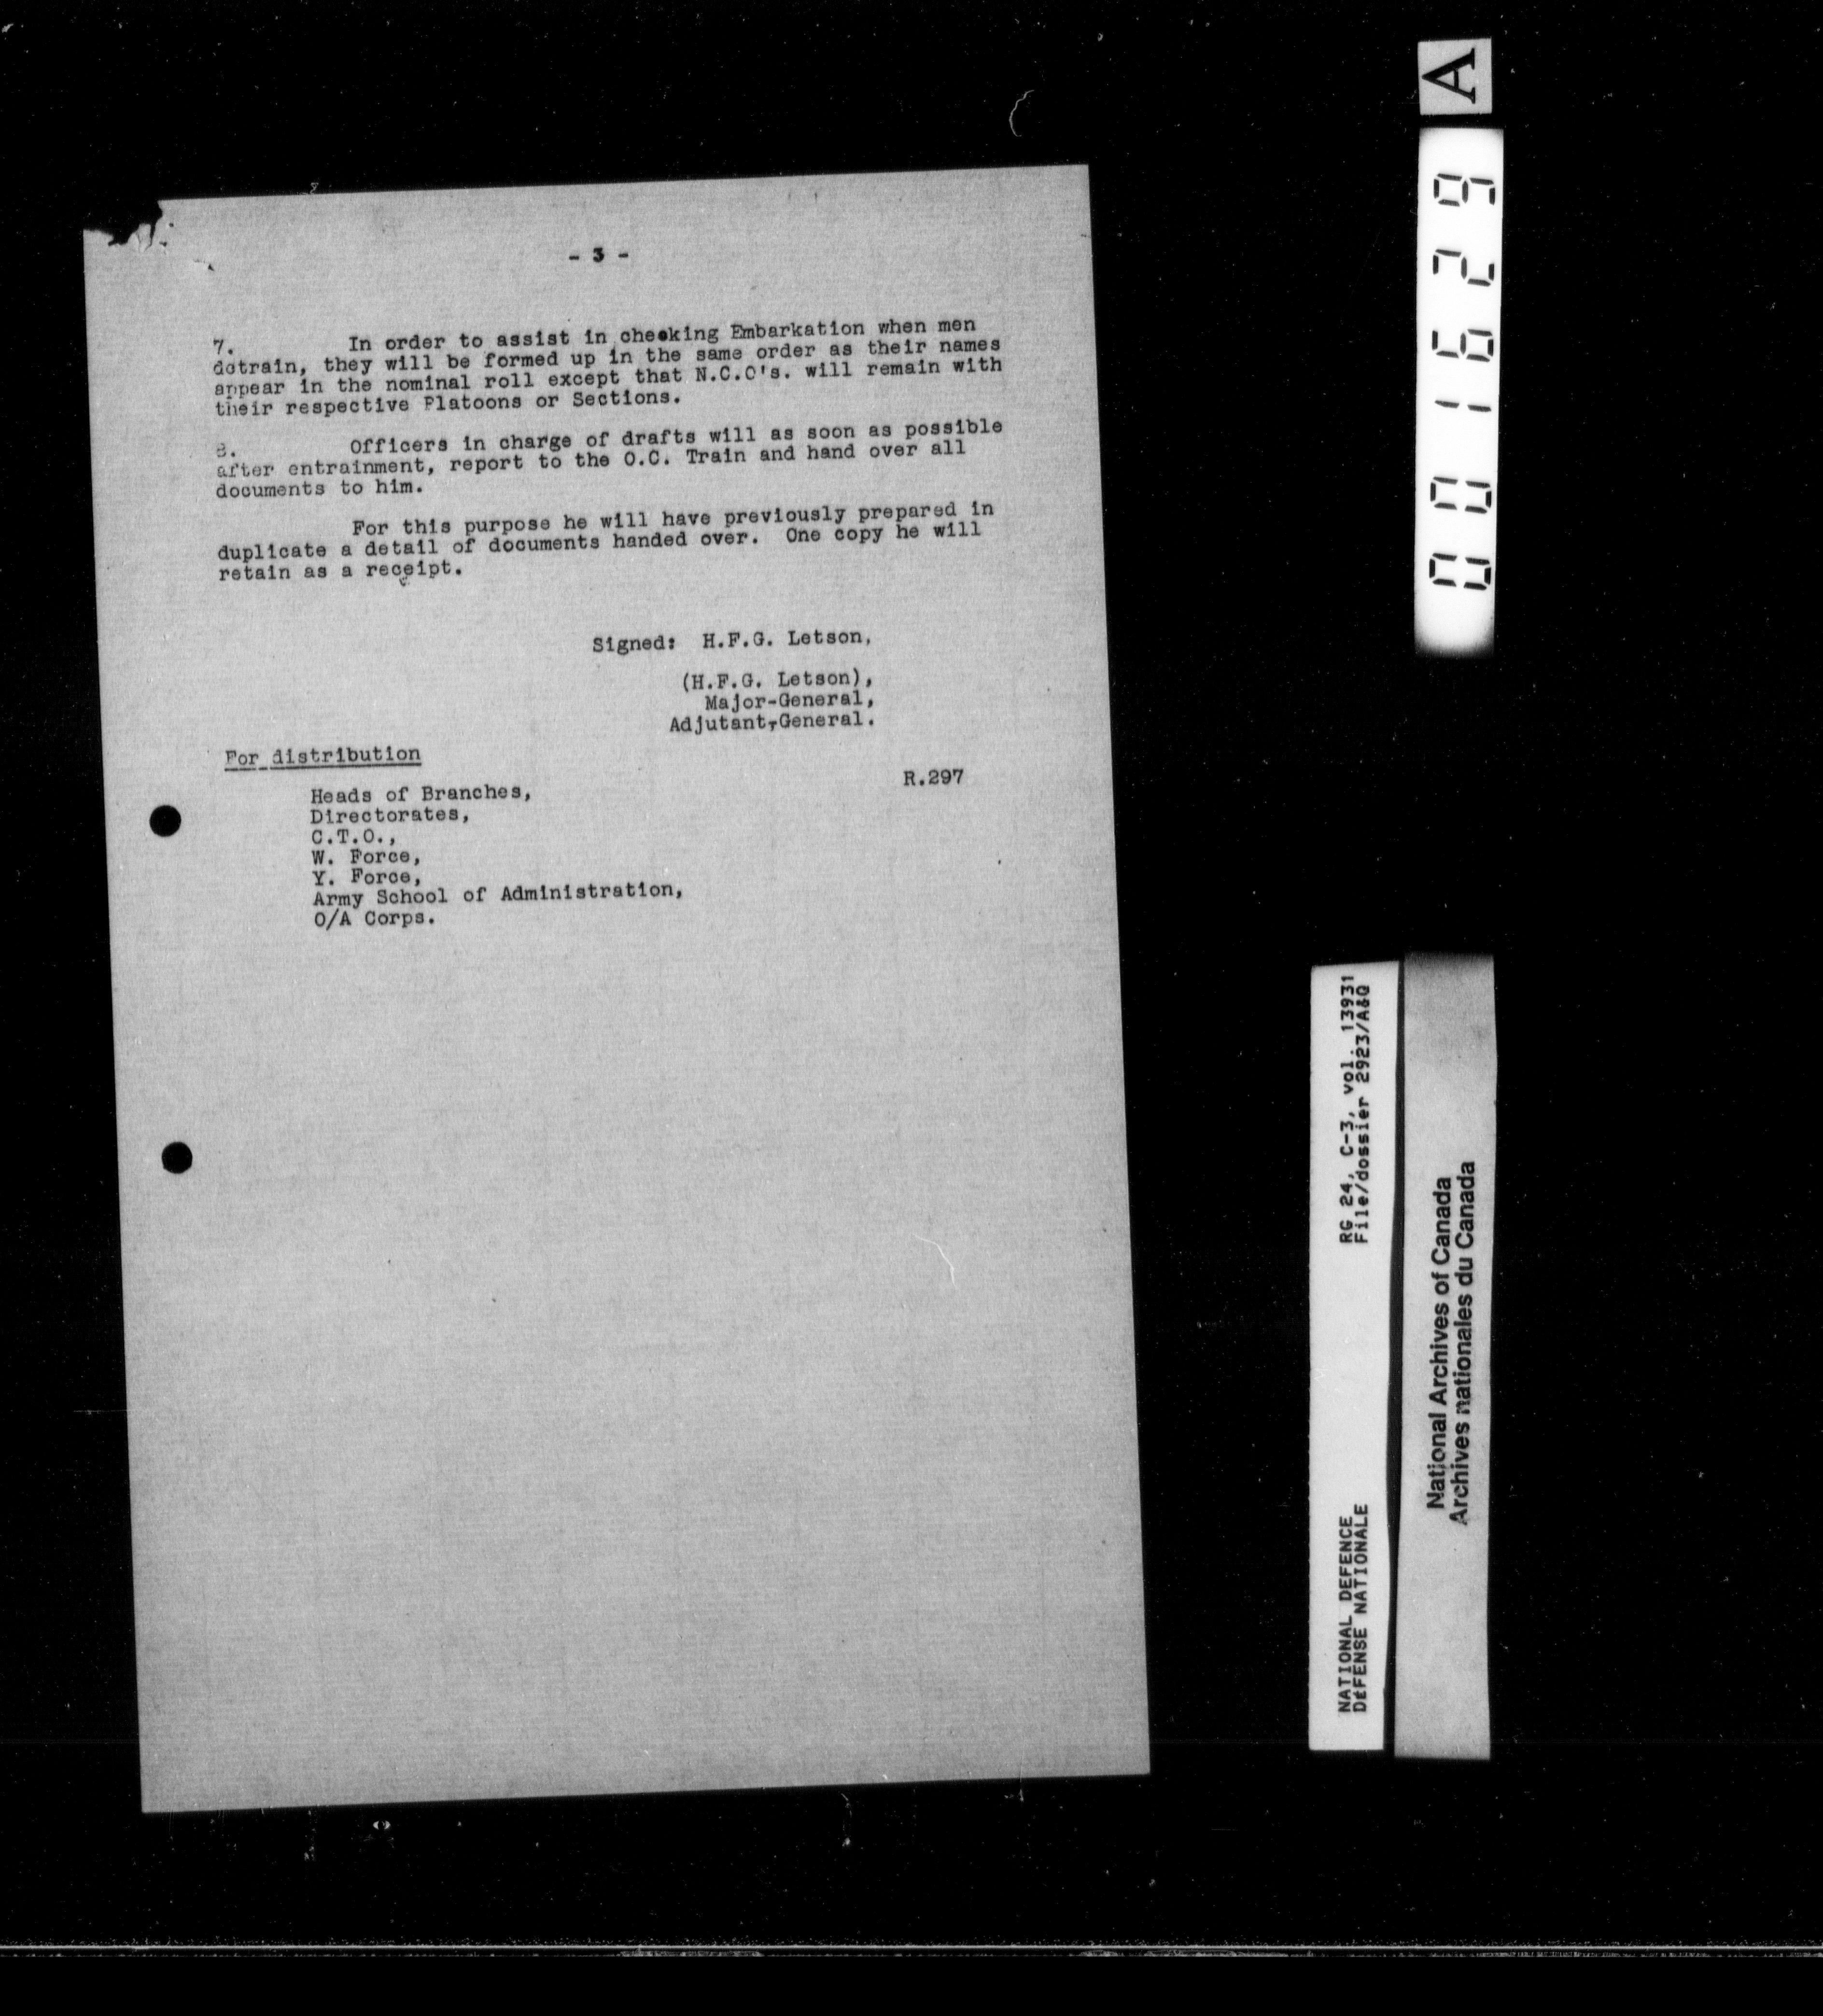 - 3 -
7. In order to assist in checking Embarkation when men
detrain, they will be formed up in the same order as their names
appear in the nominal roll except that N.C.O's. will remain with
their respective Platoons or Sections.
8. Officers in charge of drafts will as soon as possible
after entrainment, report to the O.C. Train and hand over all
documents to him.
For this purpose he will have previously prepared in
duplicate a detail of documents handed over. One copy he will
retain as a receipt.
Signed: H.F.G. Letson,
(H.F.G. Letson),
Major-General,
Adjutant-General.
For distribution
R.297
Heads of Branches,
Directorates,
C.T.O.,
W. Force,
Y. Force,
Army School of Administration,
O/A Corps.
A
001629
RG 24, C-3, vol. 13931
File/dossier 2923/A&Q
NATIONAL DEFENCE
DÉFENSE NATIONALE
National Archives of Canada
Archives nationales du Canada